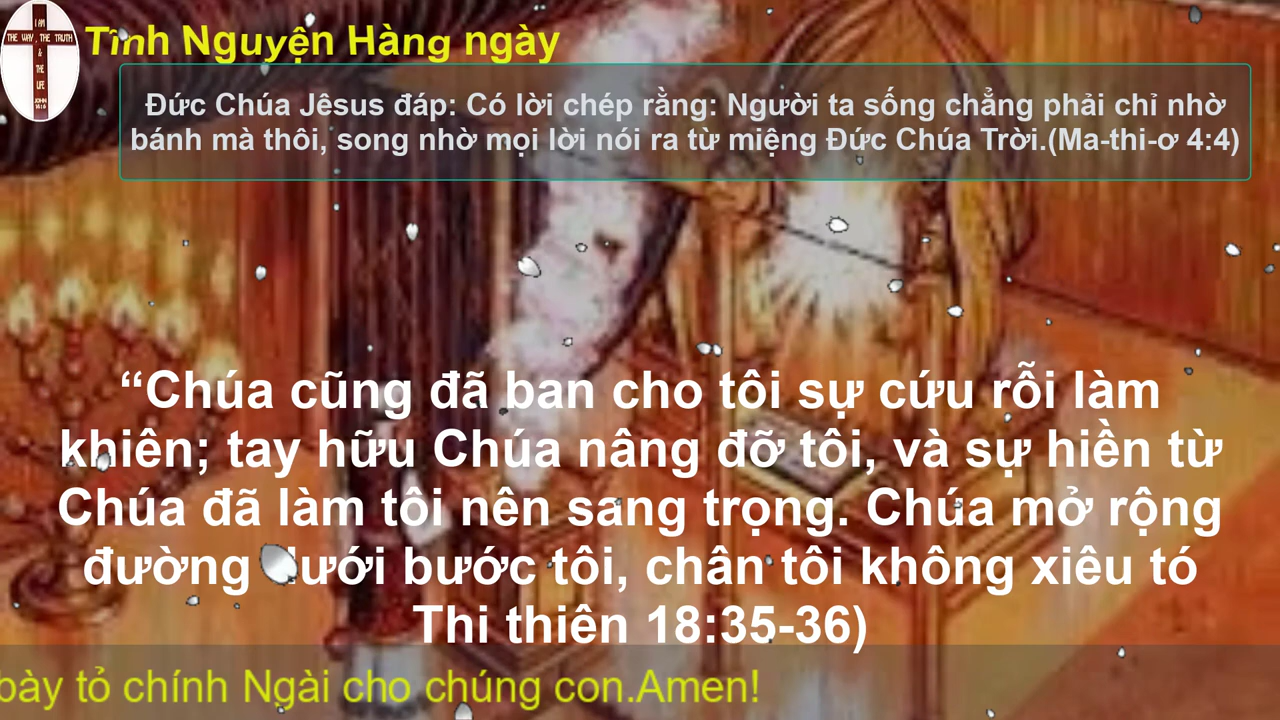 I AM
THE WAY, THE TRUTH
&
THE
LIFE
JOHN
14:6
Tĩnh Nguyện Hàng ngày
Đức Chúa Jêsus đáp: Có lời chép rằng: Người ta sống chẳng phải chỉ nhờ
bánh mà thôi, song nhờ mọi lời nói ra từ miệng Đức Chúa Trời.(Ma-thi-ơ 4:4)
“Chúa cũng đã ban cho tôi sự cứu rỗi làm
khiên; tay hữu Chúa nâng đỡ tôi, và sự hiền từ
Chúa đã làm tôi nên sang trọng. Chúa mở rộng
đường dưới bước tôi, chân tôi không xiêu tó
Thi thiên 18:35-36)
bày tỏ chính Ngài cho chúng con.Amen!